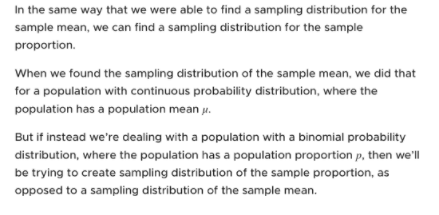 In the same way that we were able to find a sampling distribution for the
sample mean, we can find a sampling distribution for the sample
proportion.
When we found the sampling distribution of the sample mean, we did that
for a population with continuous probability distribution, where the
population has a population mean μ.
But if instead we're dealing with a population with a binomial probability
distribution, where the population has a population proportion p, then we'll
be trying to create sampling distribution of the sample proportion, as
opposed to a sampling distribution of the sample mean.